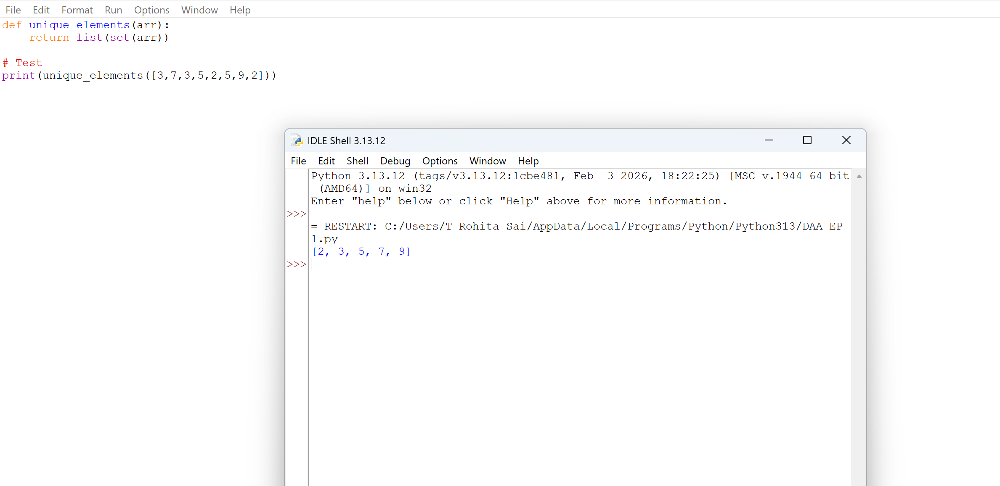 File Edit Format Run Options Window Help
def unique_elements(arr):
    return list(set(arr))
# Test
print(unique_elements([3,7,3,5,2,5,9,2]))
IDLE Shell 3.13.12
File Edit Shell Debug Options Window Help
Python 3.13.12 (tags/v3.13.12:1cbe481, Feb  3 2026, 18:22:25) [MSC v.1944 64 bit
 (AMD64)] on win32
Enter "help" below or click "Help" above for more information.
>>>
= RESTART: C:/Users/T Rohita Sai/AppData/Local/Programs/Python/Python313/DAA EP
1.py
[2, 3, 5, 7, 9]
>>>